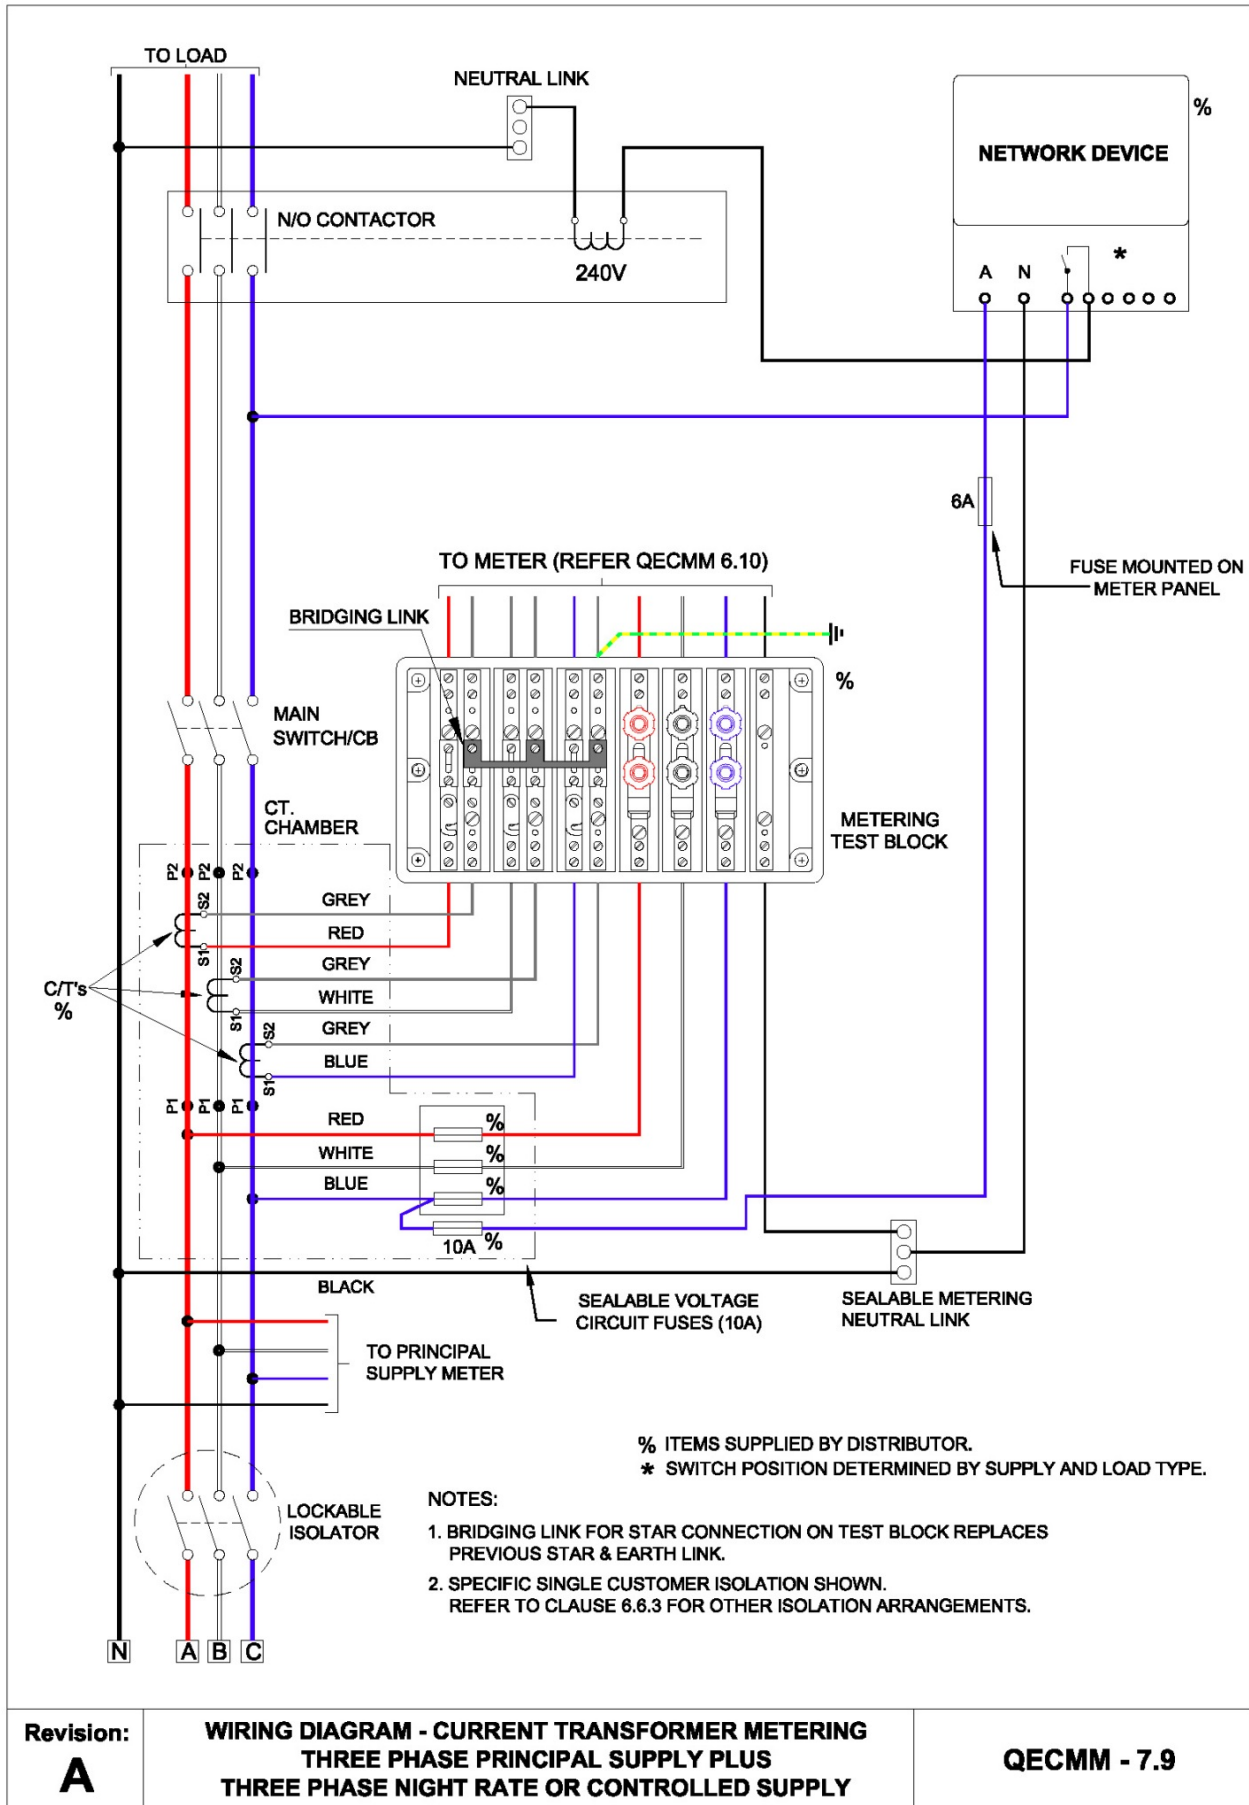 TO LOAD
NEUTRAL LINK
%
NETWORK DEVICE
N/O CONTACTOR
240V
A N *
6A
FUSE MOUNTED ON
METER PANEL
TO METER (REFER QECMM 6.10)
BRIDGING LINK
%
MAIN
SWITCH/CB
CT.
CHAMBER
METERING
TEST BLOCK
P2 P2 P2
S2
GREY
RED
S1
S2
GREY
C/T's
%
WHITE
S1
S2
GREY
BLUE
S1
P1 P1 P1
RED
%
WHITE
%
BLUE
%
10A %
BLACK
SEALABLE VOLTAGE
CIRCUIT FUSES (10A)
SEALABLE METERING
NEUTRAL LINK
TO PRINCIPAL
SUPPLY METER
% ITEMS SUPPLIED BY DISTRIBUTOR.
* SWITCH POSITION DETERMINED BY SUPPLY AND LOAD TYPE.
LOCKABLE
ISOLATOR
NOTES:
1. BRIDGING LINK FOR STAR CONNECTION ON TEST BLOCK REPLACES
PREVIOUS STAR & EARTH LINK.
2. SPECIFIC SINGLE CUSTOMER ISOLATION SHOWN.
REFER TO CLAUSE 6.6.3 FOR OTHER ISOLATION ARRANGEMENTS.
N A B C
Revision:
A
WIRING DIAGRAM - CURRENT TRANSFORMER METERING
THREE PHASE PRINCIPAL SUPPLY PLUS
THREE PHASE NIGHT RATE OR CONTROLLED SUPPLY
QECMM - 7.9